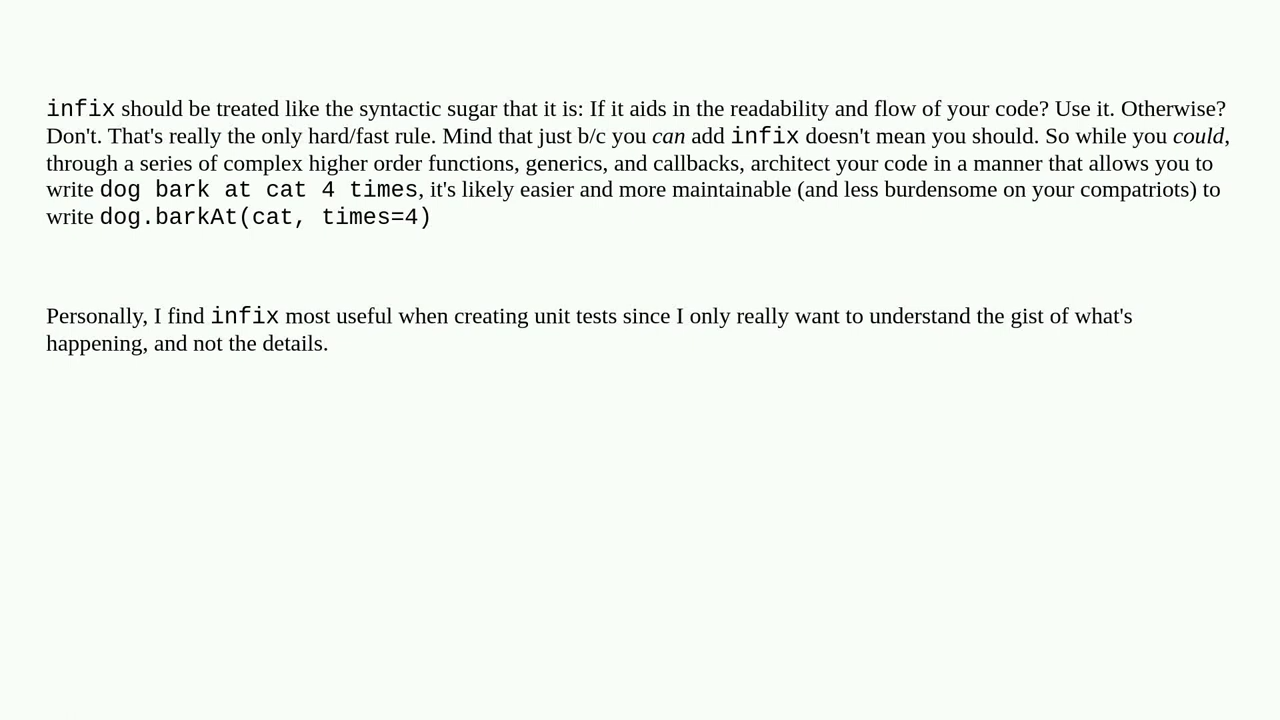 infix should be treated like the syntactic sugar that it is: If it aids in the readability and flow of your code? Use it. Otherwise?
Don't. That's really the only hard/fast rule. Mind that just b/c you can add infix doesn't mean you should. So while you could,
through a series of complex higher order functions, generics, and callbacks, architect your code in a manner that allows you to
write dog bark at cat 4 times, it's likely easier and more maintainable (and less burdensome on your compatriots) to
write dog.barkAt(cat, times=4)
Personally, I find infix most useful when creating unit tests since I only really want to understand the gist of what's
happening, and not the details.